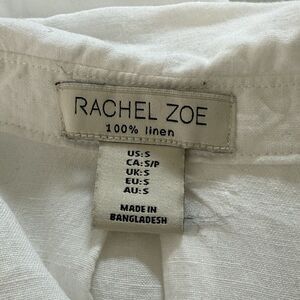 RACHEL ZOE
100% linen
US:S
CA:S/P
UK:S
EU:S
AU:S
MADE IN
BANGLADESH